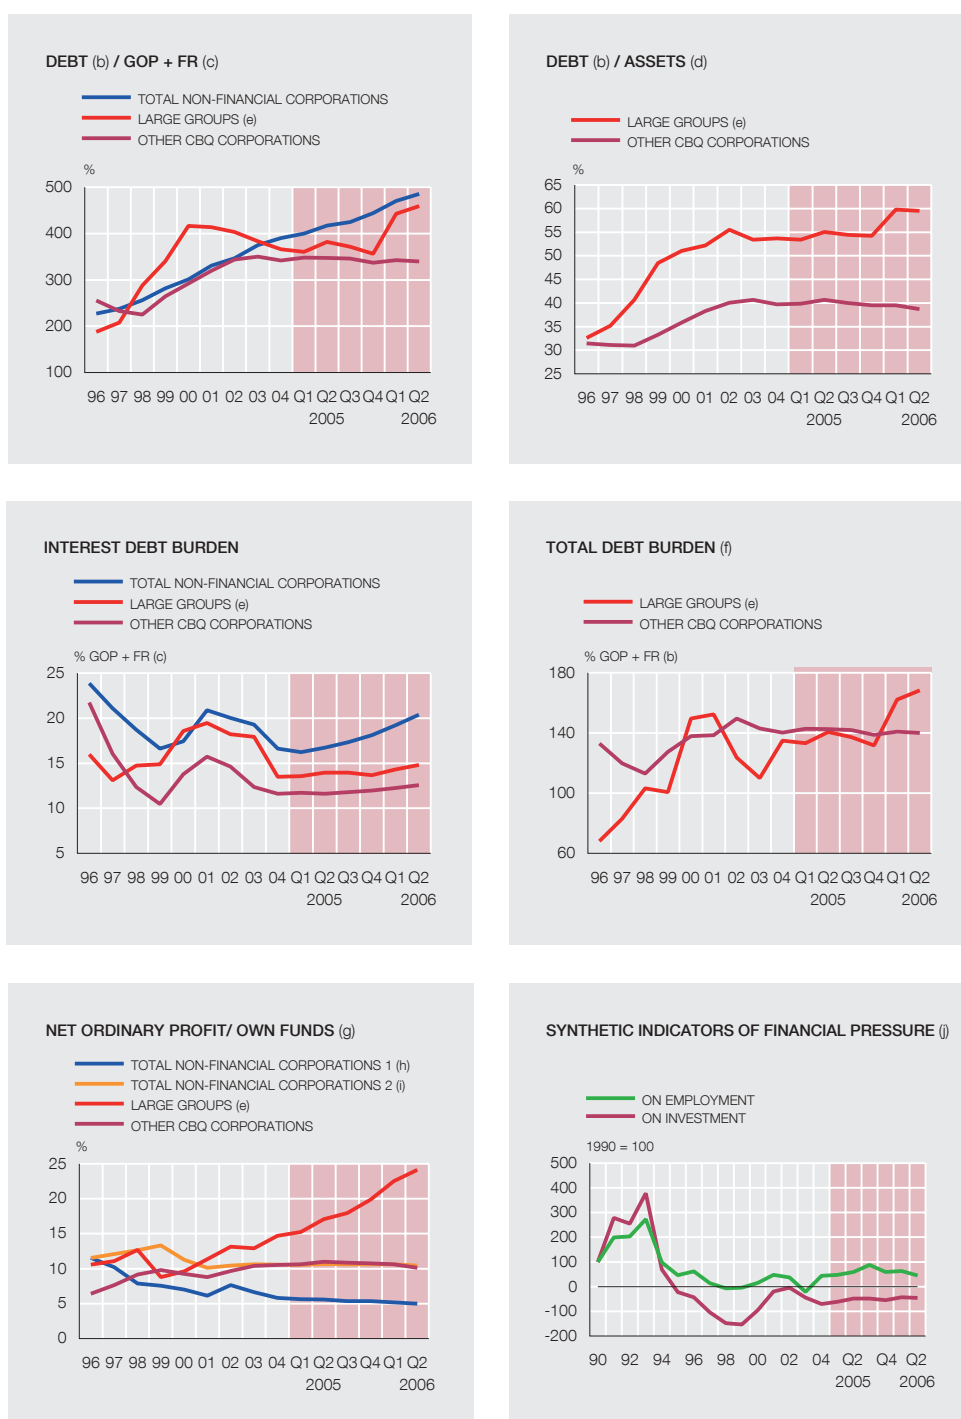 DEBT (b) / GOP + FR (c)
TOTAL NON-FINANCIAL CORPORATIONS
LARGE GROUPS (e)
OTHER CBQ CORPORATIONS
%
500
400
300
200
100
96 97 98 99 00 01 02 03 04 Q1 Q2 Q3 Q4 Q1 Q2
2005 2006
DEBT (b) / ASSETS (d)
LARGE GROUPS (e)
OTHER CBQ CORPORATIONS
%
65
60
55
50
45
40
35
30
25
96 97 98 99 00 01 02 03 04 Q1 Q2 Q3 Q4 Q1 Q2
2005 2006
INTEREST DEBT BURDEN
TOTAL NON-FINANCIAL CORPORATIONS
LARGE GROUPS (e)
OTHER CBQ CORPORATIONS
% GOP + FR (c)
25
20
15
10
5
96 97 98 99 00 01 02 03 04 Q1 Q2 Q3 Q4 Q1 Q2
2005 2006
TOTAL DEBT BURDEN (f)
LARGE GROUPS (e)
OTHER CBQ CORPORATIONS
% GOP + FR (b)
180
140
100
60
96 97 98 99 00 01 02 03 04 Q1 Q2 Q3 Q4 Q1 Q2
2005 2006
NET ORDINARY PROFIT/ OWN FUNDS (g)
TOTAL NON-FINANCIAL CORPORATIONS 1 (h)
TOTAL NON-FINANCIAL CORPORATIONS 2 (i)
LARGE GROUPS (e)
OTHER CBQ CORPORATIONS
%
25
20
15
10
5
0
96 97 98 99 00 01 02 03 04 Q1 Q2 Q3 Q4 Q1 Q2
2005 2006
SYNTHETIC INDICATORS OF FINANCIAL PRESSURE (j)
ON EMPLOYMENT
ON INVESTMENT
1990 = 100
500
400
300
200
100
0
-100
-200
90 92 94 96 98 00 02 04 Q2 Q4 Q2
2005 2006